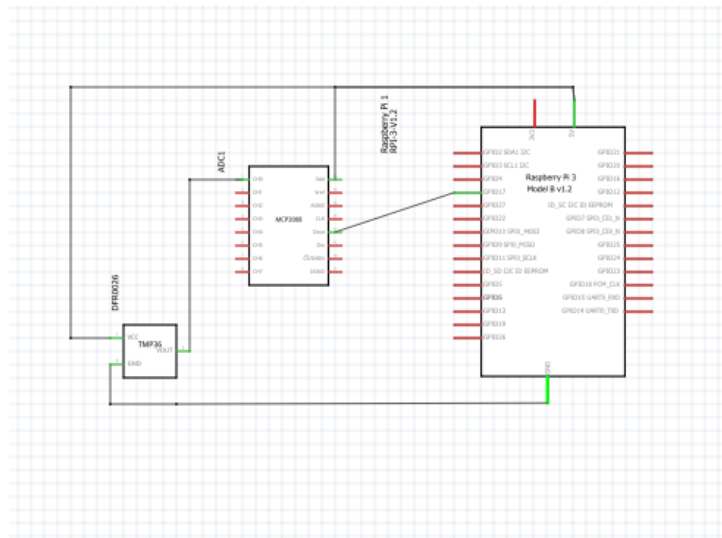 Raspberry Pi 1
RPI-3-V1.2
ADC1
CH0
CH1
CH2
CH3
CH4
CH5
CH6
CH7
MCP3008
Vdd
Vref
AGND
CLK
Dout
Din
CS/SHDN
DGND
3V3
5V
Raspberry Pi 3
Model B v1.2
GPIO2 SDA1 I2C
GPIO3 SCL1 I2C
GPIO4
GPIO17
GPIO27
GPIO22
GPIO10 SPI0_MOSI
GPIO9 SPI0_MISO
GPIO11 SPI0_SCLK
ID_SD I2C ID EEPROM
GPIO5
GPIO6
GPIO13
GPIO19
GPIO26
GPIO21
GPIO20
GPIO16
GPIO12
ID_SC I2C ID EEPROM
GPIO7 SPI0_CE1_N
GPIO8 SPI0_CE0_N
GPIO25
GPIO24
GPIO23
GPIO18 PCM_CLK
GPIO15 UART0_RXD
GPIO14 UART0_TXD
GND
DFR0026
VCC
TMP36
VOUT
GND